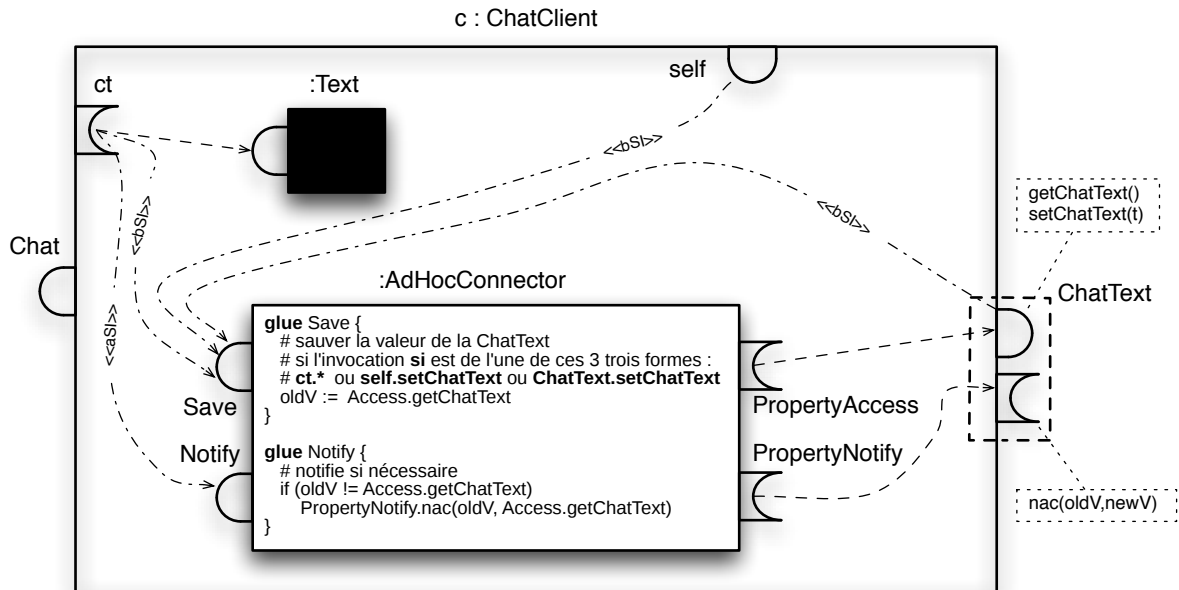 c : ChatClient
self
ct
:Text
<<bSI>>
<<bSI>>
<<bSI>>
<<aSI>>
getChatText()
setChatText(t)
Chat
:AdHocConnector
ChatText
glue Save {
# sauver la valeur de la ChatText
# si l'invocation si est de l'une de ces 3 trois formes :
# ct.* ou self.setChatText ou ChatText.setChatText
oldV := Access.getChatText
}
Save
PropertyAccess
glue Notify {
# notifie si nécessaire
if (oldV != Access.getChatText)
PropertyNotify.nac(oldV, Access.getChatText)
}
Notify
PropertyNotify
nac(oldV,newV)